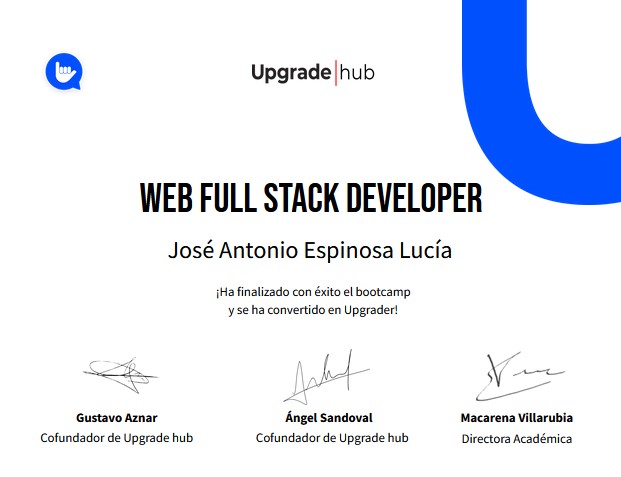 Upgrade|hub
WEB FULL STACK DEVELOPER
José Antonio Espinosa Lucía
¡Ha finalizado con éxito el bootcamp
y se ha convertido en Upgrader!
Gustavo Aznar
Cofundador de Upgrade hub
Ángel Sandoval
Cofundador de Upgrade hub
Macarena Villarubia
Directora Académica